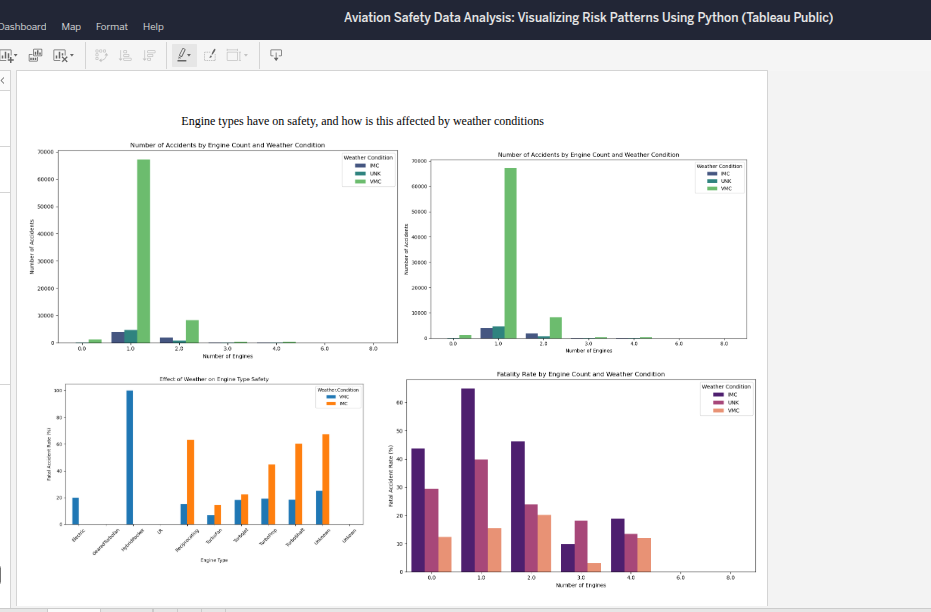 Aviation Safety Data Analysis: Visualizing Risk Patterns Using Python (Tableau Public)
Dashboard Map Format Help
Engine types have on safety, and how is this affected by weather conditions
Number of Accidents by Engine Count and Weather Condition
Weather Condition
IMC
UNK
VMC
70000
60000
50000
40000
30000
20000
10000
0
Number of Accidents
0.0 1.0 2.0 3.0 4.0 6.0 8.0
Number of Engines
Number of Accidents by Engine Count and Weather Condition
Weather Condition
IMC
UNK
VMC
70000
60000
50000
40000
30000
20000
10000
0
Number of Accidents
0.0 1.0 2.0 3.0 4.0 6.0 8.0
Number of Engines
Effect of Weather on Engine Type Safety
Weather.Condition
VMC
IMC
100
80
60
40
20
0
Fatal Accident Rate (%)
Electric GearedTurbofan HybridRocket LR Reciprocating Turbofan Turbojet Turboprop Turboshaft Unknown
Engine Type
Fatality Rate by Engine Count and Weather Condition
Weather Condition
IMC
UNK
VMC
60
50
40
30
20
10
0
Fatal Accident Rate (%)
0.0 1.0 2.0 3.0 4.0 6.0 8.0
Number of Engines